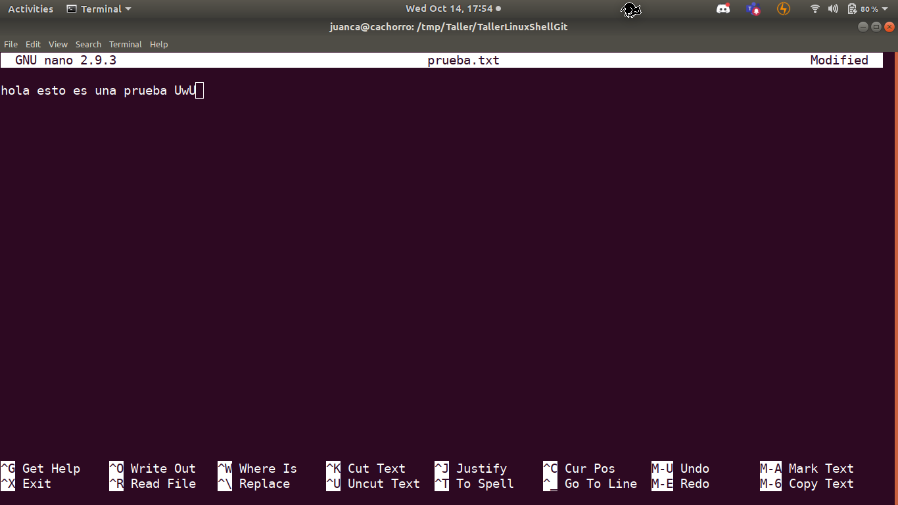 Activities Terminal Wed Oct 14, 17:54 80 %
juanca@cachorro: /tmp/Taller/TallerLinuxShellGit
File Edit View Search Terminal Help
GNU nano 2.9.3 prueba.txt Modified
hola esto es una prueba UwU
^G Get Help ^O Write Out ^W Where Is ^K Cut Text ^J Justify ^C Cur Pos M-U Undo M-A Mark Text
^X Exit ^R Read File ^\ Replace ^U Uncut Text ^T To Spell ^_ Go To Line M-E Redo M-6 Copy Text